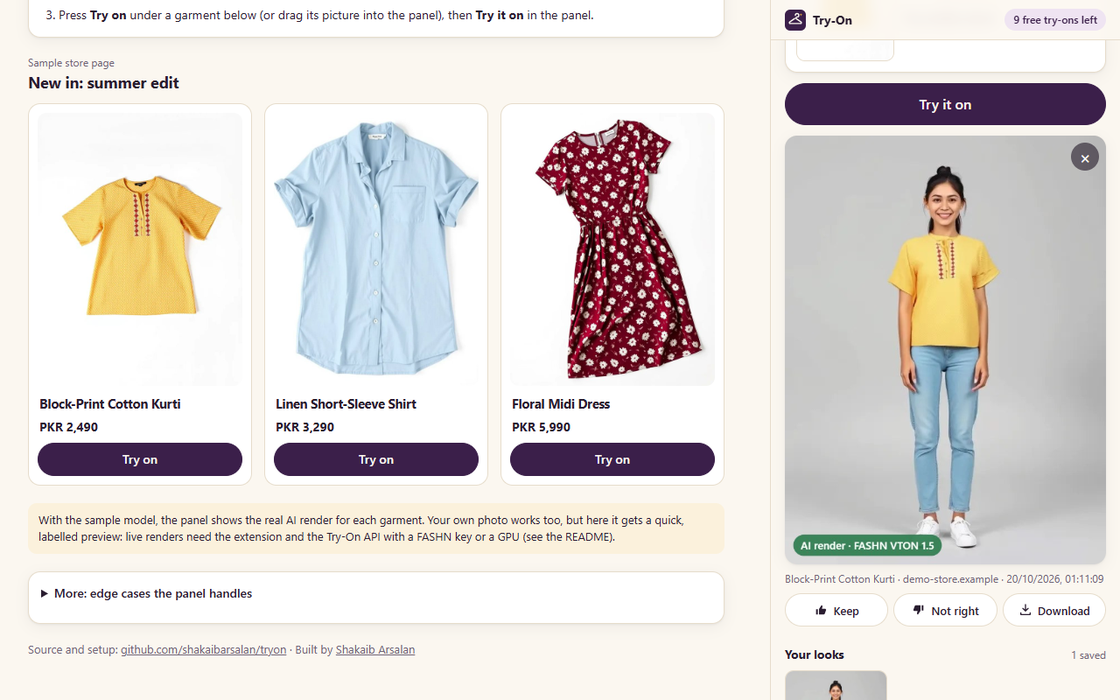 3. Press Try on under a garment below (or drag its picture into the panel), then Try it on in the panel.
Sample store page
New in: summer edit
Block-Print Cotton Kurti
PKR 2,490
Try on
Linen Short-Sleeve Shirt
PKR 3,290
Try on
Floral Midi Dress
PKR 5,990
Try on
With the sample model, the panel shows the real AI render for each garment. Your own photo works too, but here it gets a quick,
labelled preview: live renders need the extension and the Try-On API with a FASHN key or a GPU (see the README).
More: edge cases the panel handles
Source and setup: github.com/shakaibarsalan/tryon · Built by Shakaib Arsalan
Try-On
9 free try-ons left
Try it on
AI render · FASHN VTON 1.5
Block-Print Cotton Kurti · demo-store.example · 20/10/2026, 01:11:09
Keep
Not right
Download
Your looks
1 saved